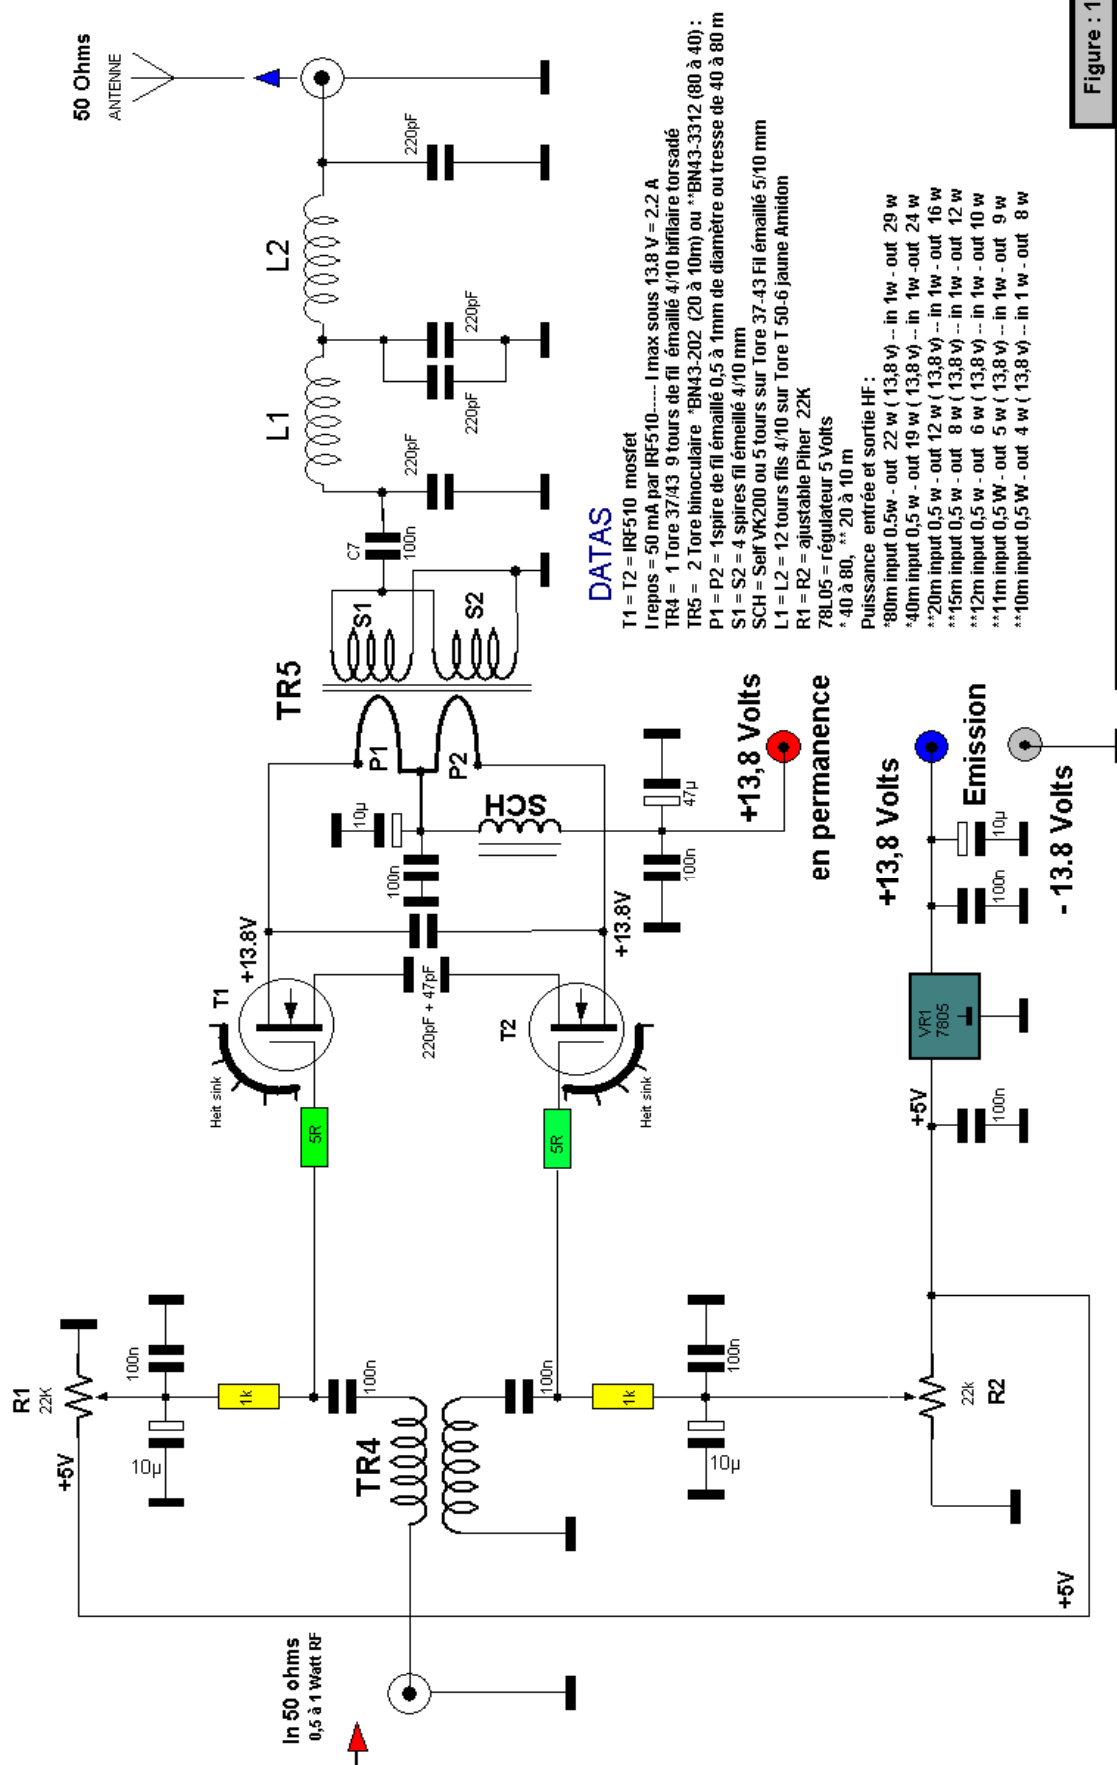 R1
22K
+5V
100n
10µ
1k
100n
TR4
100n
1k
100n
10µ
22k
R2
+5V
In 50 ohms
0,5 à 1 Watt RF
5R
5R
T1
Heit sink
+13.8V
220pF + 47pF
T2
Heit sink
+13.8V
100n
10µ
SCH
P1
P2
TR5
S1
S2
C7
100n
220pF
L1
220pF
220pF
L2
220pF
50 Ohms
ANTENNE
47µ
100n
+13,8 Volts
en permanence
+5V
100n
VR1
7805
100n
10µ
+13,8 Volts
Emission
- 13.8 Volts
DATAS
T1 = T2 = IRF510 mosfet
I repos = 50 mA par IRF510----- I max sous 13.8 V = 2.2 A
TR4 = 1 Tore 37/43 9 tours de fil émaillé 4/10 bifilaire torsadé
TR5 = 2 Tore binoculaire *BN43-202 (20 à 10m) ou **BN43-3312 (80 à 40) :
P1 = P2 = 1spire de fil émaillé 0,5 à 1mm de diamètre ou tresse de 40 à 80 m
S1 = S2 = 4 spires fil émeillé 4/10 mm
SCH = Self VK200 ou 5 tours sur Tore 37-43 Fil émaillé 5/10 mm
L1 = L2 = 12 tours fils 4/10 sur Tore T 50-6 jaune Amidon
R1 = R2 = ajustable Piher 22K
78L05 = régulateur 5 Volts
* 40 à 80, ** 20 à 10 m
Puissance entrée et sortie HF :
*80m input 0.5w - out 22 w ( 13,8 v) -- in 1w - out 29 w
*40m input 0,5 w - out 19 w ( 13,8 v) -- in 1w -out 24 w
**20m input 0,5 w - out 12 w ( 13,8 v) -- in 1w - out 16 w
**15m input 0,5 w - out 8 w ( 13,8 v) -- in 1w - out 12 w
**12m input 0,5 w - out 6 w ( 13,8 v) -- in 1w - out 10 w
**11m input 0,5 W - out 5 w ( 13,8 v) -- in 1w - out 9 w
**10m input 0,5 W - out 4 w ( 13,8 v) -- in 1 w - out 8 w
Figure : 1